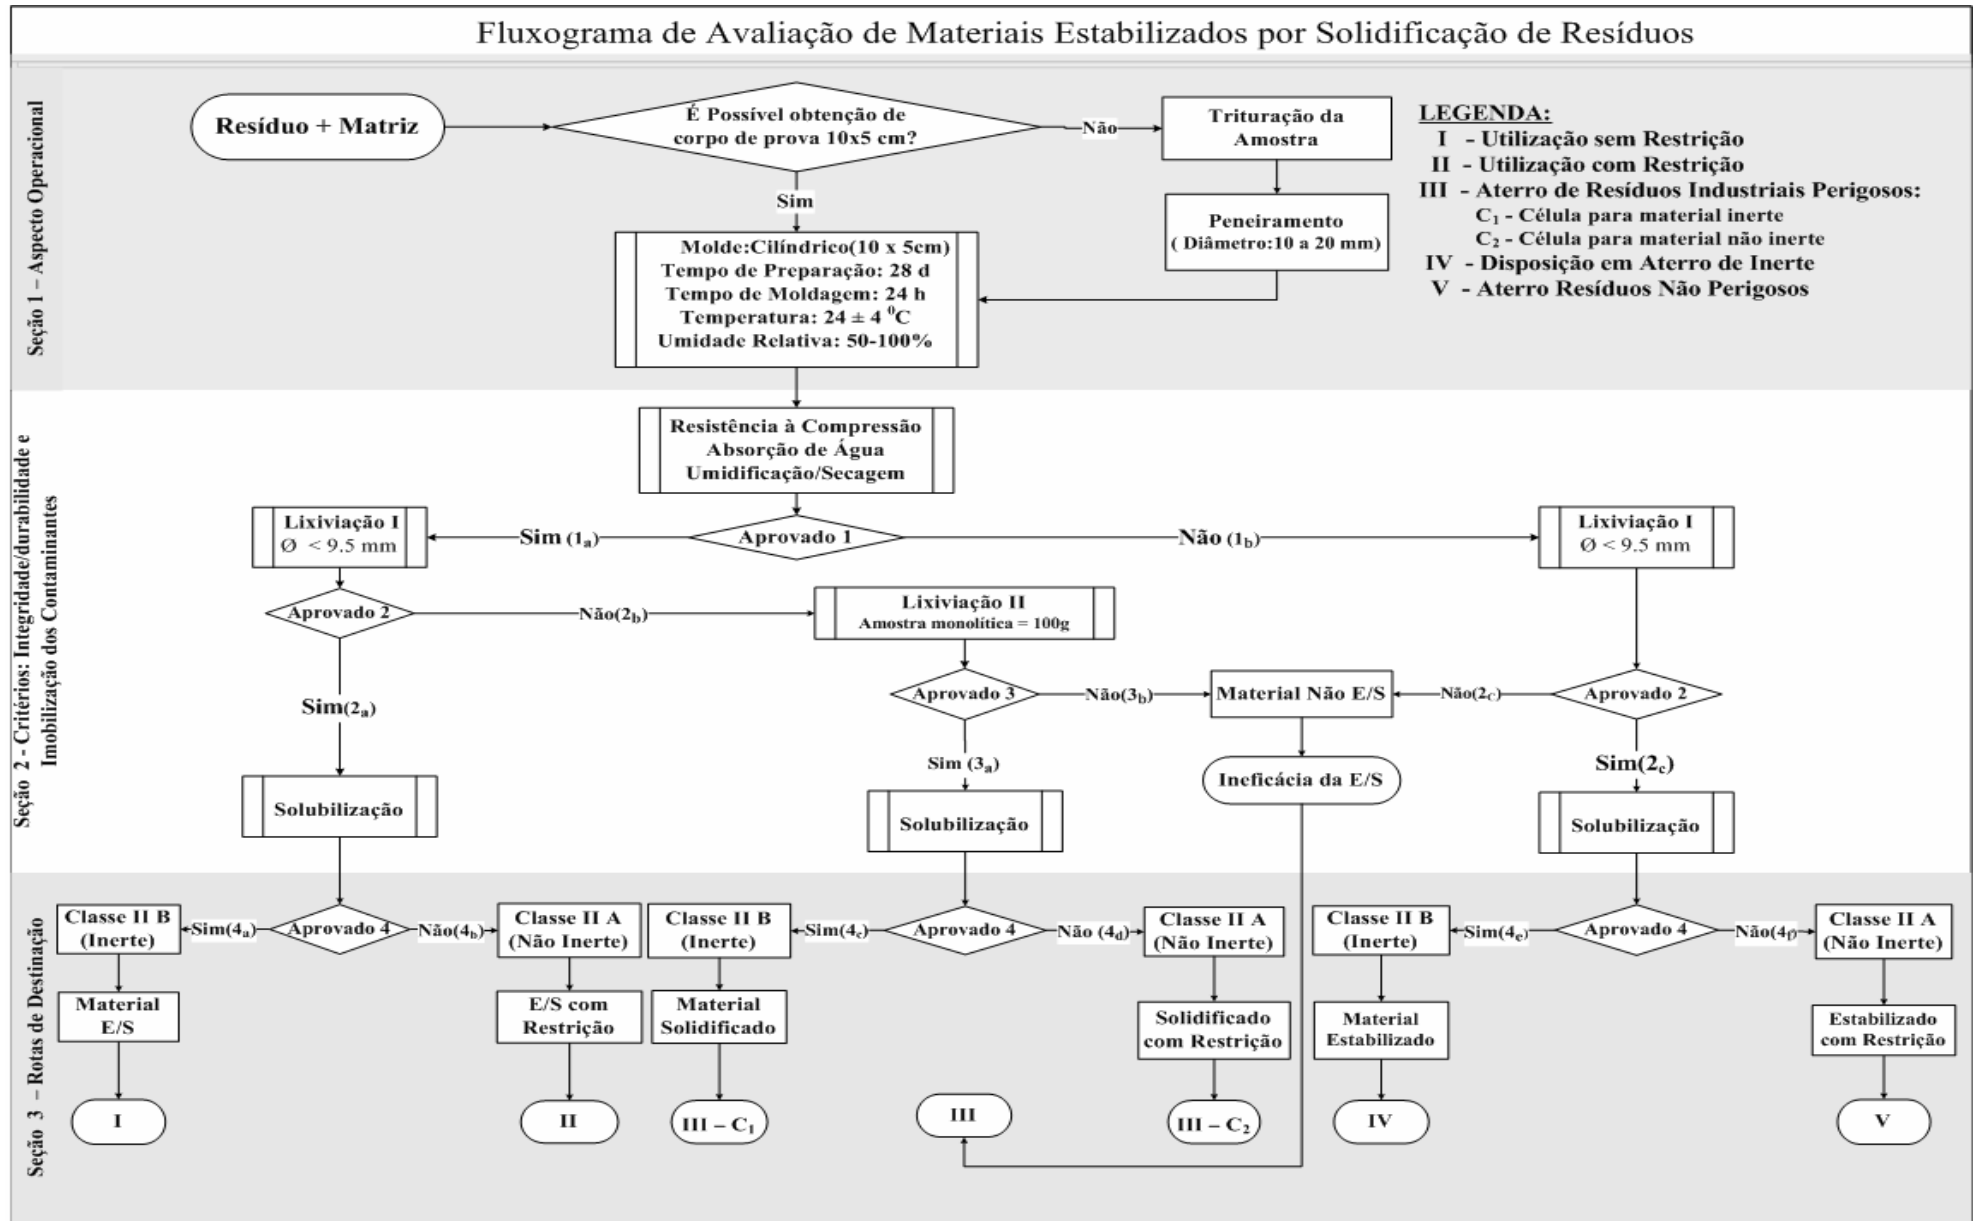 Fluxograma de Avaliação de Materiais Estabilizados por Solidificação de Resíduos
Seção 1 – Aspecto Operacional
Resíduo + Matriz
É Possível obtenção de
corpo de prova 10x5 cm?
Não
Trituração da
Amostra
Sim
Peneiramento
( Diâmetro:10 a 20 mm)
Molde:Cilíndrico(10 x 5cm)
Tempo de Preparação: 28 d
Tempo de Moldagem: 24 h
Temperatura: 24 ± 4 ⁰C
Umidade Relativa: 50-100%
LEGENDA:
I - Utilização sem Restrição
II - Utilização com Restrição
III - Aterro de Resíduos Industriais Perigosos:
C₁ - Célula para material inerte
C₂ - Célula para material não inerte
IV - Disposição em Aterro de Inerte
V - Aterro Resíduos Não Perigosos
Seção 2 - Critérios: Integridade/durabilidade e
Imobilização dos Contaminantes
Resistência à Compressão
Absorção de Água
Umidificação/Secagem
Aprovado 1
Sim (1ₐ)
Não (1b)
Lixiviação I
Ø < 9.5 mm
Lixiviação I
Ø < 9.5 mm
Aprovado 2
Não(2b)
Lixiviação II
Amostra monolítica = 100g
Sim(2ₐ)
Aprovado 3
Não(3b)
Material Não E/S
Não(2C)
Aprovado 2
Sim (3ₐ)
Ineficácia da E/S
Sim(2c)
Solubilização
Solubilização
Solubilização
Seção 3 – Rotas de Destinação
Classe II B
(Inerte)
Sim(4ₐ)
Aprovado 4
Não(4b)
Classe II A
(Não Inerte)
Classe II B
(Inerte)
Sim(4c)
Aprovado 4
Não (4d)
Classe II A
(Não Inerte)
Classe II B
(Inerte)
Sim(4e)
Aprovado 4
Não(4f)
Classe II A
(Não Inerte)
Material
E/S
E/S com
Restrição
Material
Solidificado
Solidificado
com Restrição
Material
Estabilizado
Estabilizado
com Restrição
I
II
III – C₁
III
III – C₂
IV
V